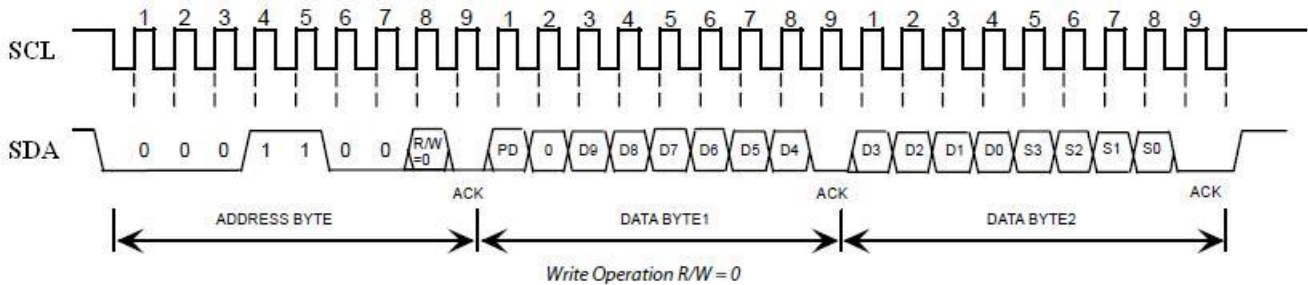 1 2 3 4 5 6 7 8 9 1 2 3 4 5 6 7 8 9 1 2 3 4 5 6 7 8 9
SCL
SDA 0 0 0 1 1 0 0 R/W =0 PD 0 D9 D8 D7 D6 D5 D4 D3 D2 D1 D0 S3 S2 S1 S0
ACK ACK ACK
ADDRESS BYTE DATA BYTE1 DATA BYTE2
Write Operation R/W = 0